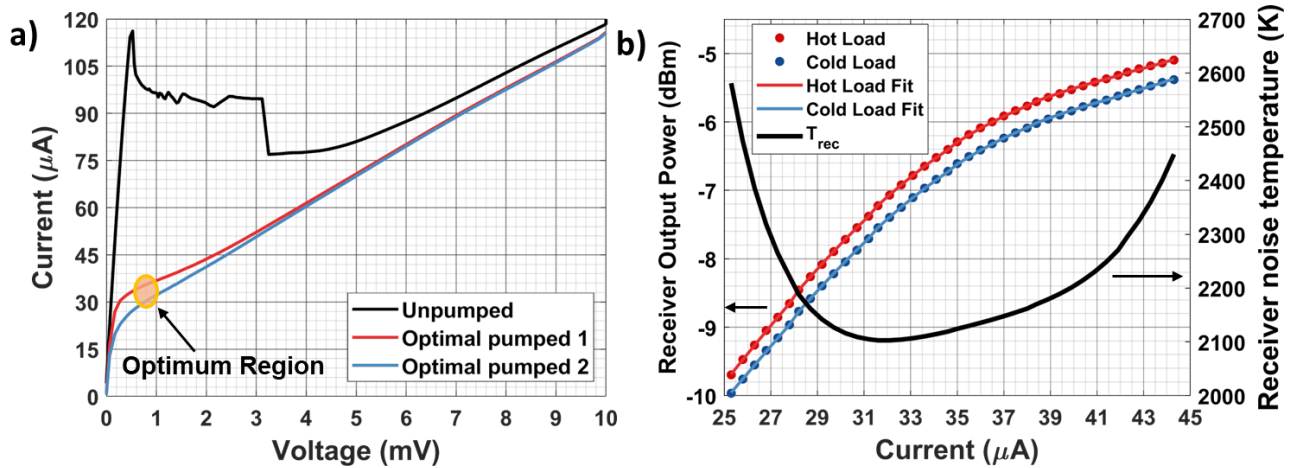 a)
Current (μA)
120
105
90
75
60
45
30
15
0
0 1 2 3 4 5 6 7 8 9 10
Voltage (mV)
Optimum Region
Unpumped
Optimal pumped 1
Optimal pumped 2
b)
Receiver Output Power (dBm)
-5
-6
-7
-8
-9
-10
25 27 29 31 33 35 37 39 41 43 45
Current (μA)
Hot Load
Cold Load
Hot Load Fit
Cold Load Fit
Trec
2700
2600
2500
2400
2300
2200
2100
2000
Receiver noise temperature (K)